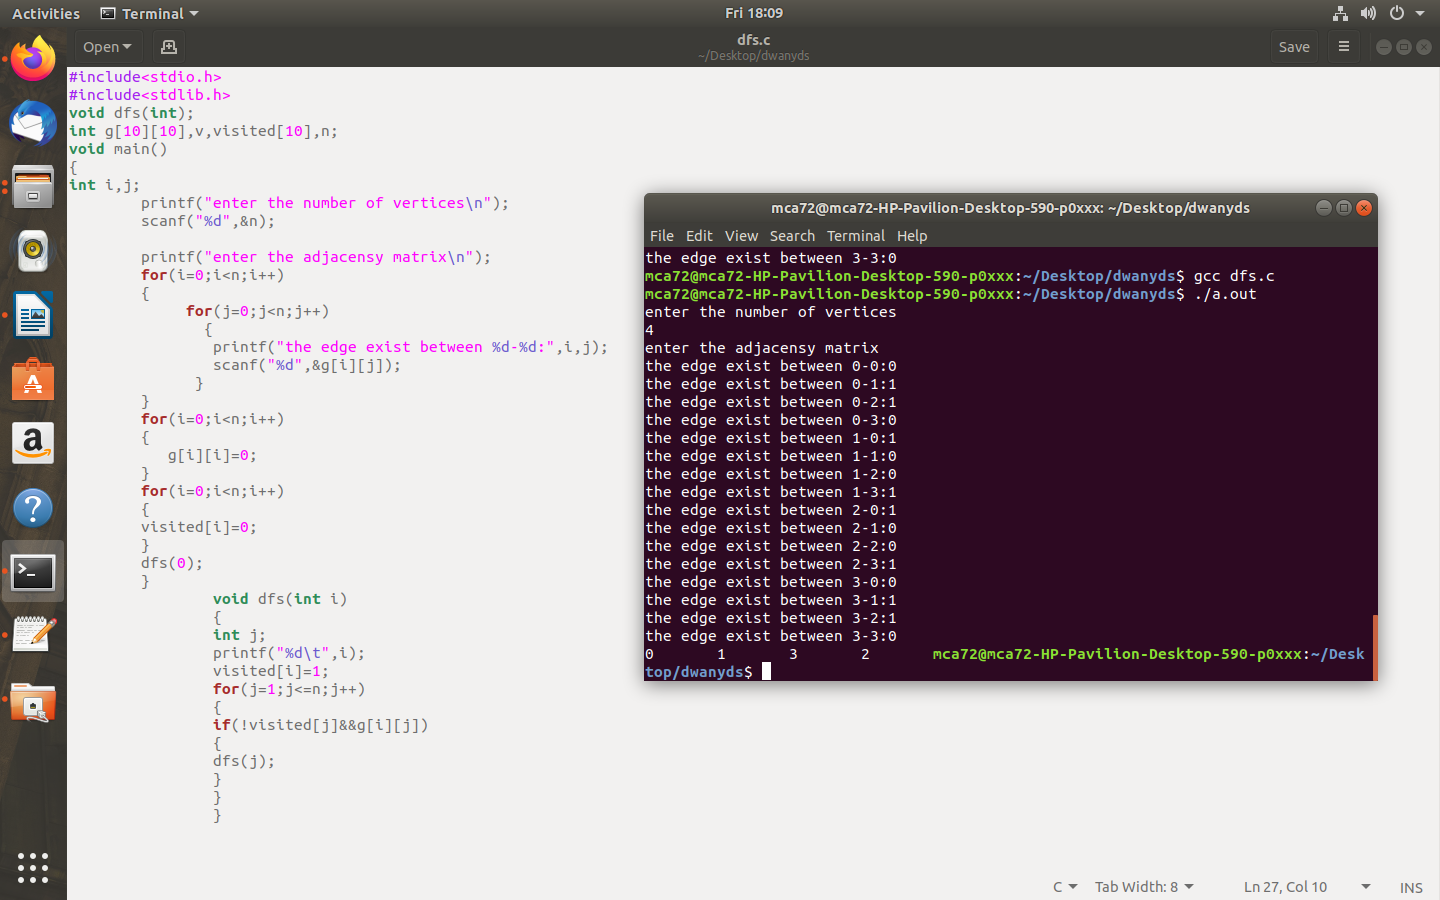 Activities Terminal Fri 18:09
Open dfs.c Save
~/Desktop/dwanyds
#include<stdio.h>
#include<stdlib.h>
void dfs(int);
int g[10][10],v,visited[10],n;
void main()
{
int i,j;
printf("enter the number of vertices\n");
scanf("%d",&n);
printf("enter the adjacensy matrix\n");
for(i=0;i<n;i++)
{
for(j=0;j<n;j++)
{
printf("the edge exist between %d-%d:",i,j);
scanf("%d",&g[i][j]);
}
}
for(i=0;i<n;i++)
{
g[i][i]=0;
}
for(i=0;i<n;i++)
{
visited[i]=0;
}
dfs(0);
}
void dfs(int i)
{
int j;
printf("%d\t",i);
visited[i]=1;
for(j=1;j<=n;j++)
{
if(!visited[j]&&g[i][j])
{
dfs(j);
}
}
}
mca72@mca72-HP-Pavilion-Desktop-590-p0xxx: ~/Desktop/dwanyds
File Edit View Search Terminal Help
the edge exist between 3-3:0
mca72@mca72-HP-Pavilion-Desktop-590-p0xxx:~/Desktop/dwanyds$ gcc dfs.c
mca72@mca72-HP-Pavilion-Desktop-590-p0xxx:~/Desktop/dwanyds$ ./a.out
enter the number of vertices
4
enter the adjacensy matrix
the edge exist between 0-0:0
the edge exist between 0-1:1
the edge exist between 0-2:1
the edge exist between 0-3:0
the edge exist between 1-0:1
the edge exist between 1-1:0
the edge exist between 1-2:0
the edge exist between 1-3:1
the edge exist between 2-0:1
the edge exist between 2-1:0
the edge exist between 2-2:0
the edge exist between 2-3:1
the edge exist between 3-0:0
the edge exist between 3-1:1
the edge exist between 3-2:1
the edge exist between 3-3:0
0 1 3 2 mca72@mca72-HP-Pavilion-Desktop-590-p0xxx:~/Desk
top/dwanyds$
C Tab Width: 8 Ln 27, Col 10 INS